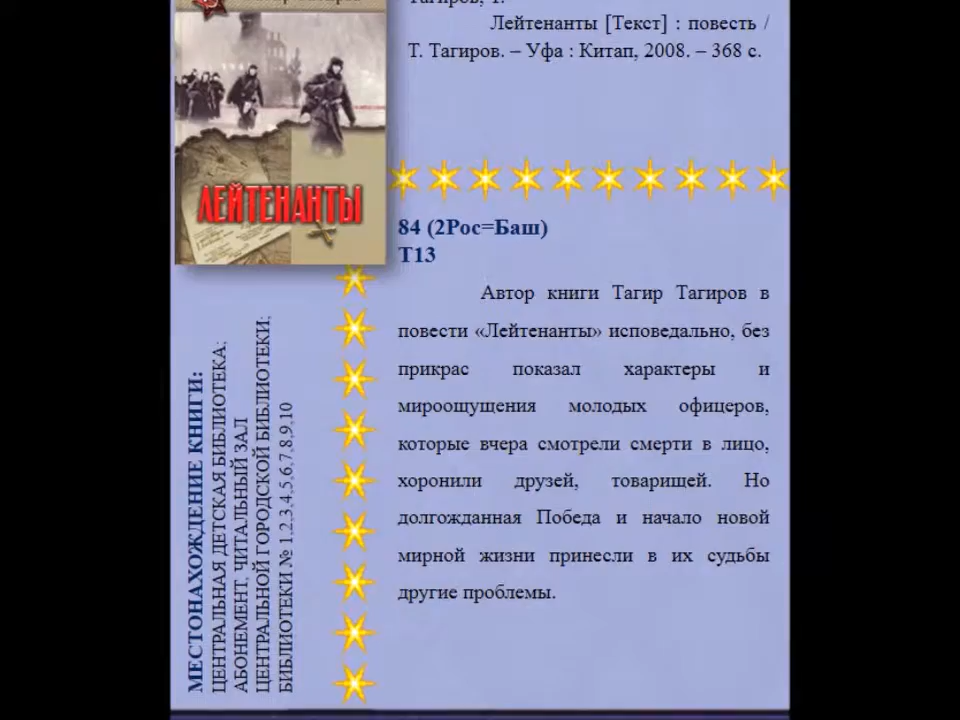 Тагиров, Т.
Лейтенанты [Текст] : повесть /
Т. Тагиров. – Уфа : Китап, 2008. – 368 с.
ЛЕЙТЕНАНТЫ
84 (2Рос=Баш)
Т13
Автор книги Тагир Тагиров в
повести «Лейтенанты» исповедально, без
прикрас показал характеры и
мироощущения молодых офицеров,
которые вчера смотрели смерти в лицо,
хоронили друзей, товарищей. Но
долгожданная Победа и начало новой
мирной жизни принесли в их судьбы
другие проблемы.
МЕСТОНАХОЖДЕНИЕ КНИГИ:
ЦЕНТРАЛЬНАЯ ДЕТСКАЯ БИБЛИОТЕКА;
АБОНЕМЕНТ, ЧИТАЛЬНЫЙ ЗАЛ
ЦЕНТРАЛЬНОЙ ГОРОДСКОЙ БИБЛИОТЕКИ;
БИБЛИОТЕКИ № 1,2,3,4,5,6,7,8,9,10